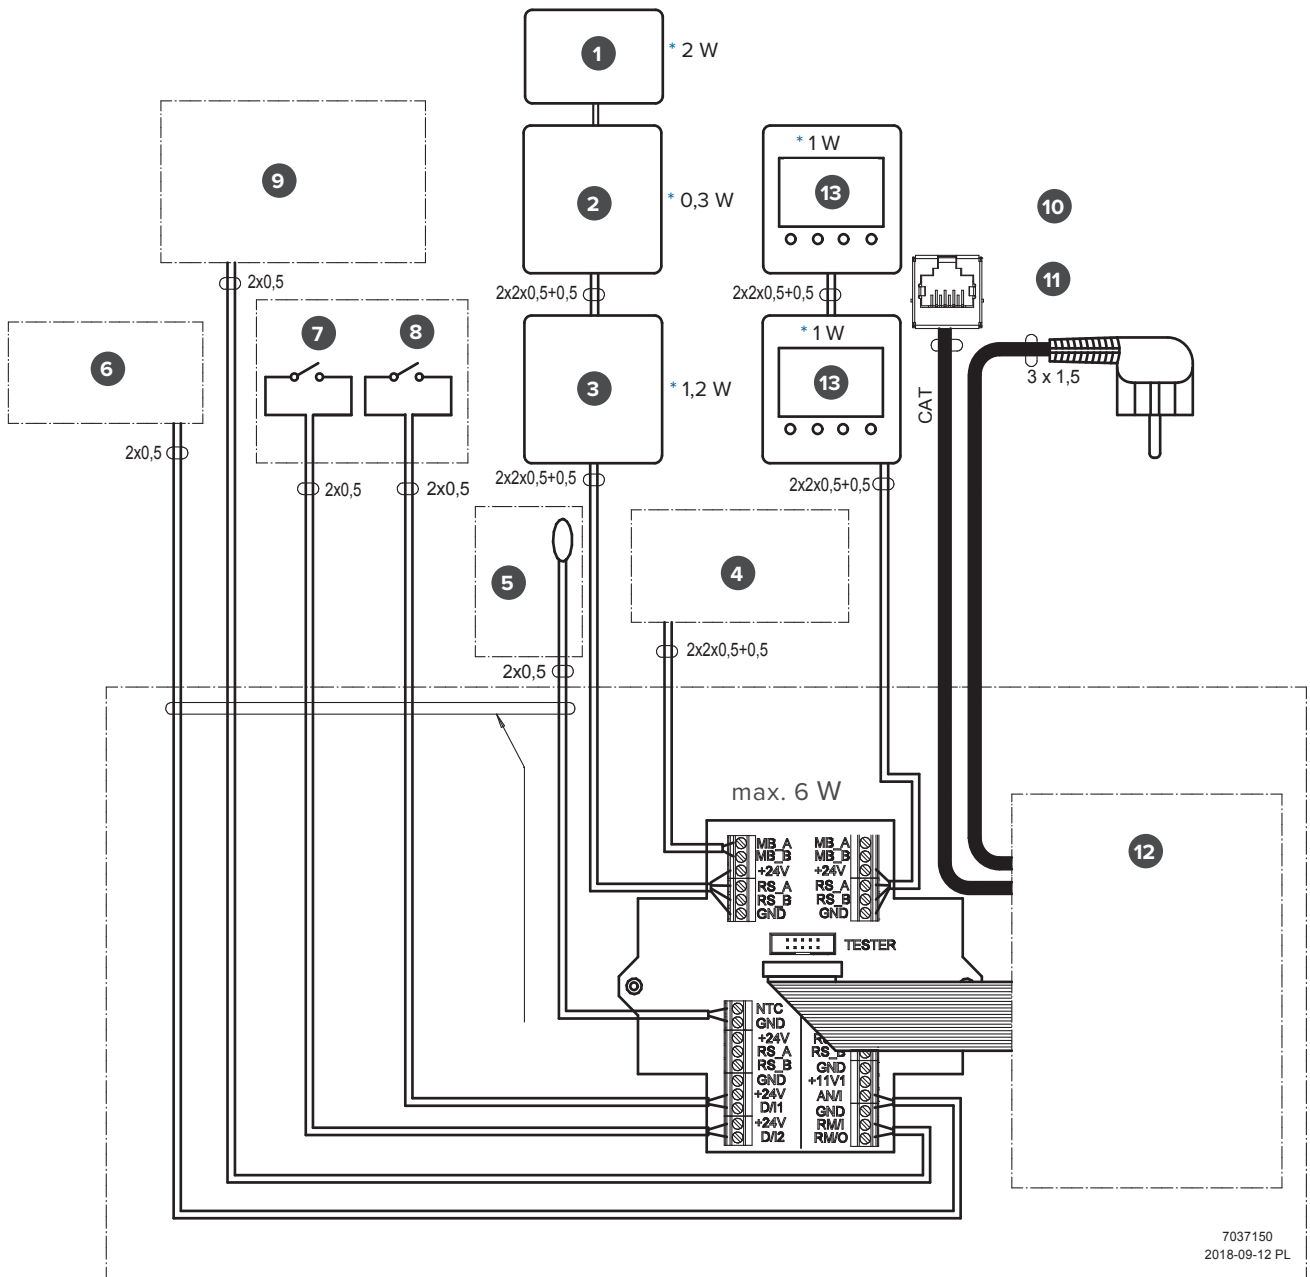 1
* 2 W
* 1 W
9
2
* 0,3 W
13
10
11
2x0,5
2x2x0,5+0,5
2x2x0,5+0,5
7
8
* 1 W
6
3
* 1,2 W
13
3 x 1,5
CAT
2x0,5
2x0,5
2x0,5
2x2x0,5+0,5
2x2x0,5+0,5
5
4
2x0,5
2x2x0,5+0,5
max. 6 W
12
MB_A
MB_B
+24V
RS_A
RS_B
GND
MB_A
MB_B
+24V
RS_A
RS_B
GND
TESTER
NTC
GND
+24V
RS_A
RS_B
GND
+24V
D/I1
+24V
D/I2
RS_B
GND
+11V1
AN/I
GND
RM/I
RM/O
7037150
2018-09-12 PL